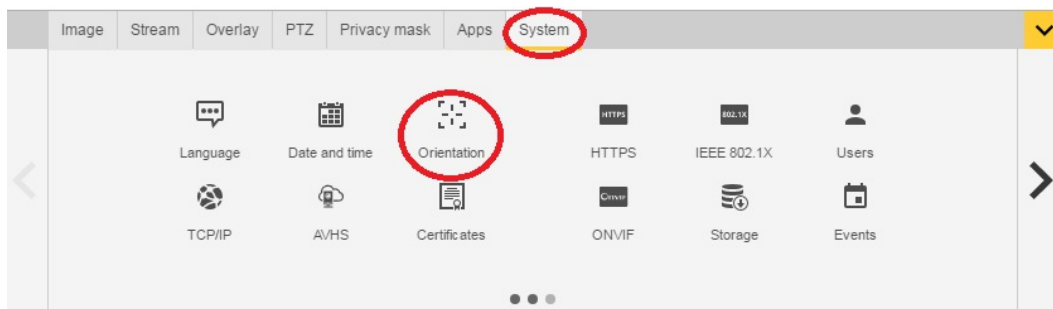 Image Stream Overlay PTZ Privacy mask Apps System
HTTPS 802.1X
Language Date and time Orientation HTTPS IEEE 802.1X Users
ONVIF
TCP/IP AVHS Certificates ONVIF Storage Events